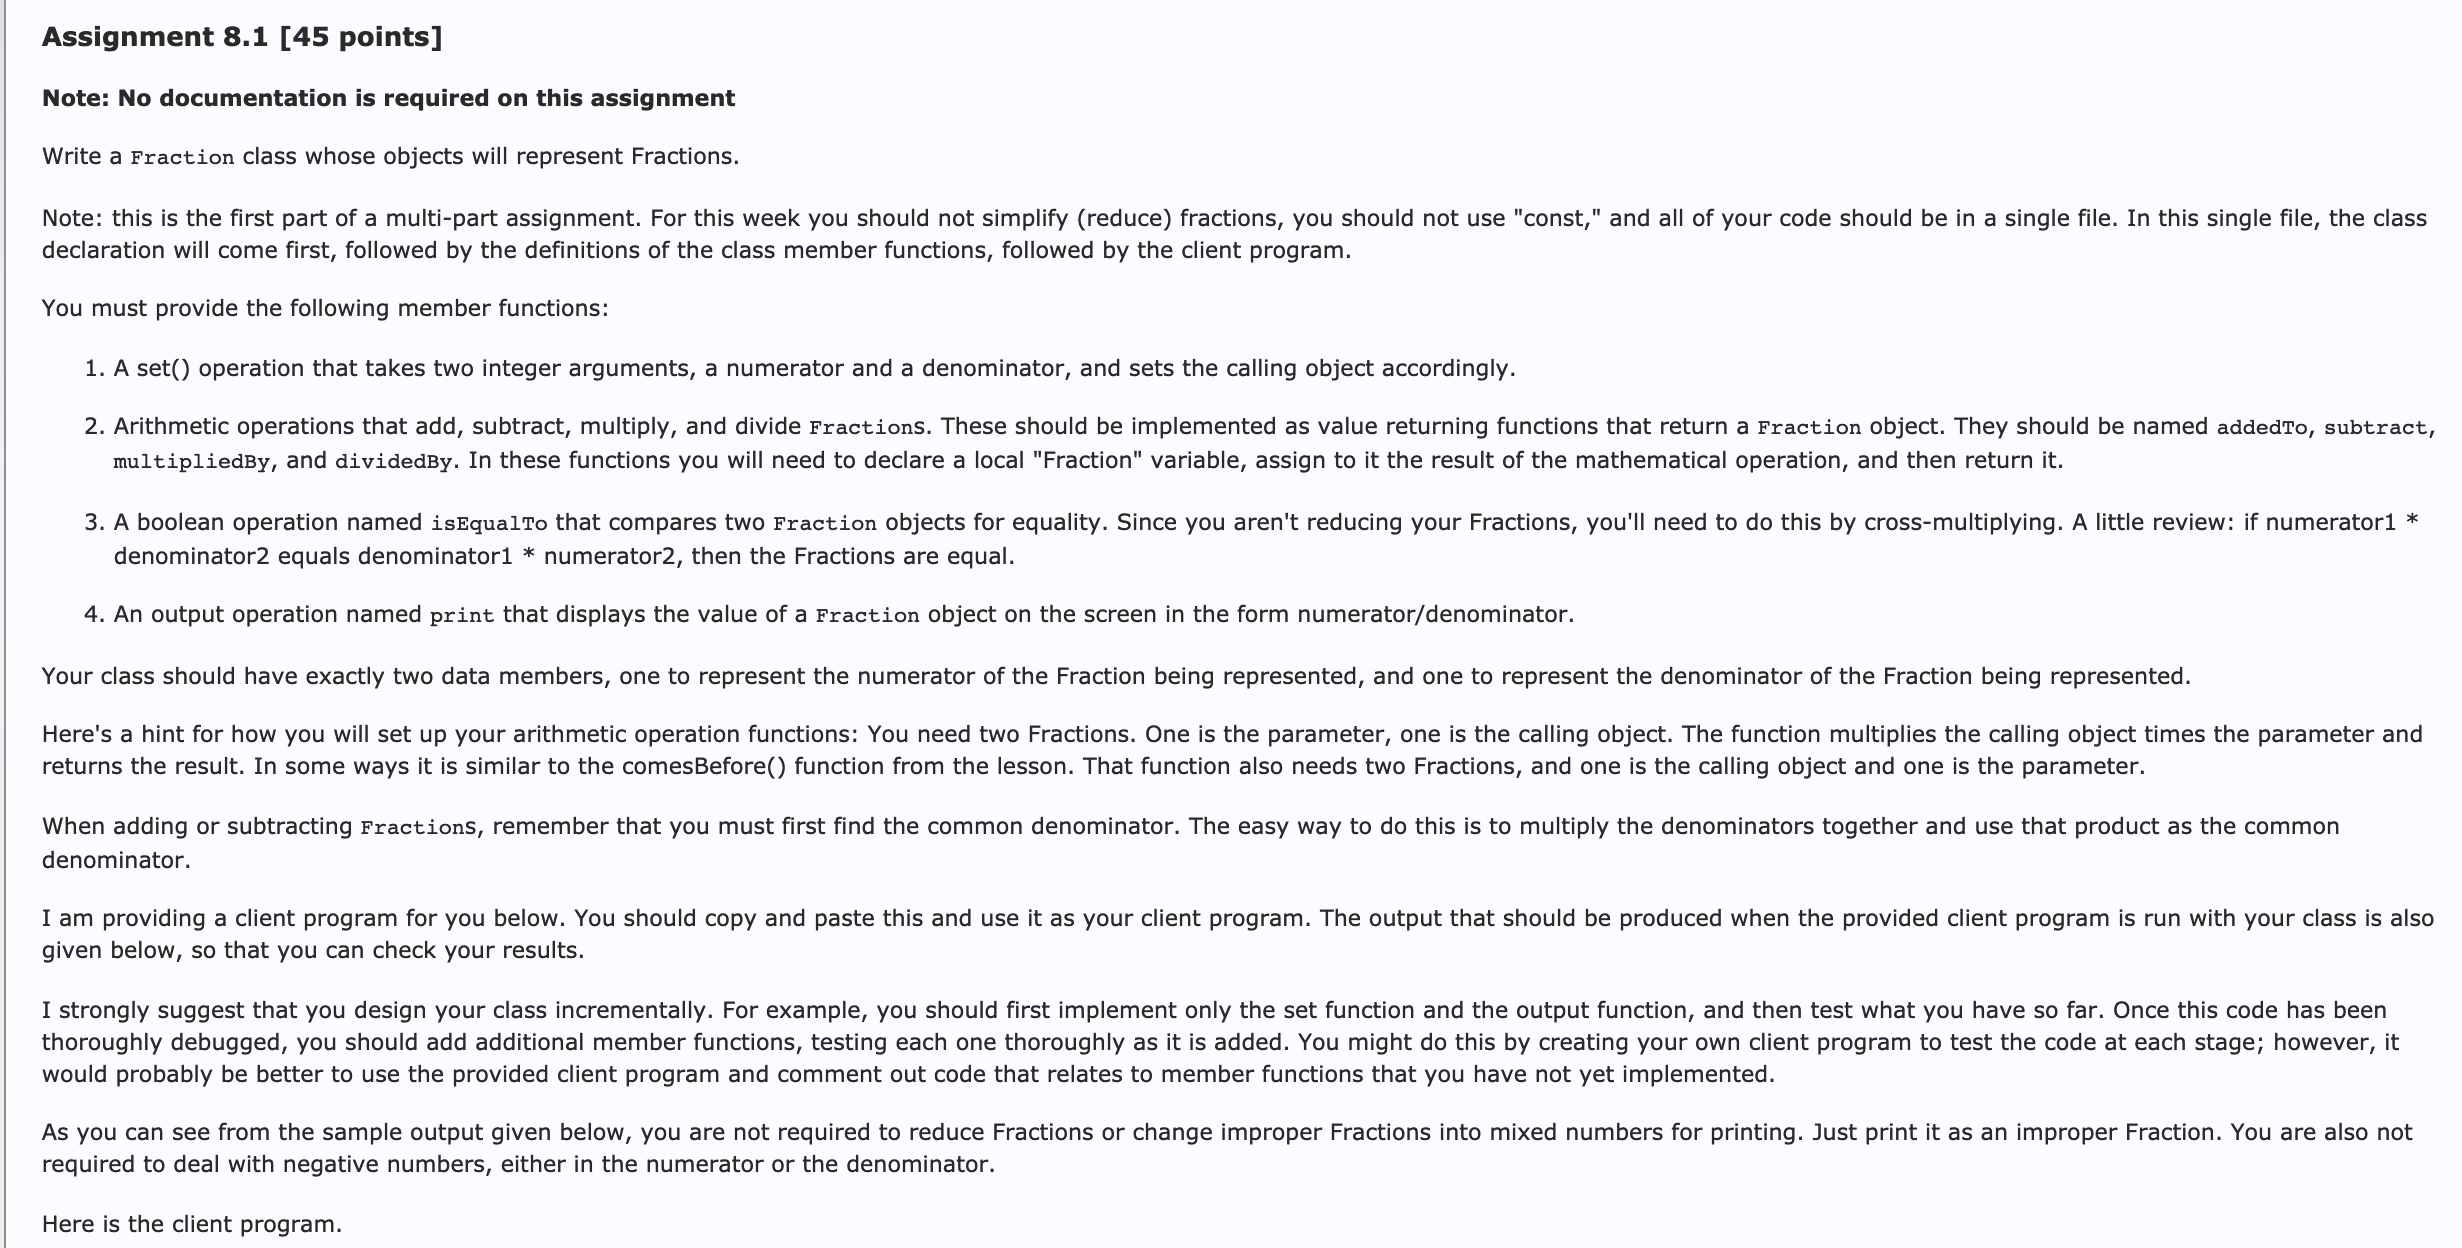 Assignment 8.1 [45 points]
Note: No documentation is required on this assignment
Write a Fraction class whose objects will represent Fractions.
Note: this is the first part of a multi-part assignment. For this week you should not simplify (reduce) fractions, you should not use "const," and all of your code should be in a single file. In this single file, the class
declaration will come first, followed by the definitions of the class member functions, followed by the client program.
You must provide the following member functions:
1. A set() operation that takes two integer arguments, a numerator and a denominator, and sets the calling object accordingly.
2. Arithmetic operations that add, subtract, multiply, and divide Fractions. These should be implemented as value returning functions that return a Fraction object. They should be named addedTo, subtract,
multipliedBy, and dividedBy. In these functions you will need to declare a local "Fraction" variable, assign to it the result of the mathematical operation, and then return it.
3. A boolean operation named isEqualTo that compares two Fraction objects for equality. Since you aren't reducing your Fractions, you'll need to do this by cross-multiplying. A little review: if numerator1 *
denominator2 equals denominator1 * numerator2, then the Fractions are equal.
4. An output operation named print that displays the value of a Fraction object on the screen in the form numerator/denominator.
Your class should have exactly two data members, one to represent the numerator of the Fraction being represented, and one to represent the denominator of the Fraction being represented.
Here's a hint for how you will set up your arithmetic operation functions: You need two Fractions. One is the parameter, one is the calling object. The function multiplies the calling object times the parameter and
returns the result. In some ways it is similar to the comesBefore() function from the lesson. That function also needs two Fractions, and one is the calling object and one is the parameter.
When adding or subtracting Fractions, remember that you must first find the common denominator. The easy way to do this is to multiply the denominators together and use that product as the common
denominator.
I am providing a client program for you below. You should copy and paste this and use it as your client program. The output that should be produced when the provided client program is run with your class is also
given below, so that you can check your results.
I strongly suggest that you design your class incrementally. For example, you should first implement only the set function and the output function, and then test what you have so far. Once this code has been
thoroughly debugged, you should add additional member functions, testing each one thoroughly as it is added. You might do this by creating your own client program to test the code at each stage; however, it
would probably be better to use the provided client program and comment out code that relates to member functions that you have not yet implemented.
As you can see from the sample output given below, you are not required to reduce Fractions or change improper Fractions into mixed numbers for printing. Just print it as an improper Fraction. You are also not
required to deal with negative numbers, either in the numerator or the denominator.
Here is the client program.